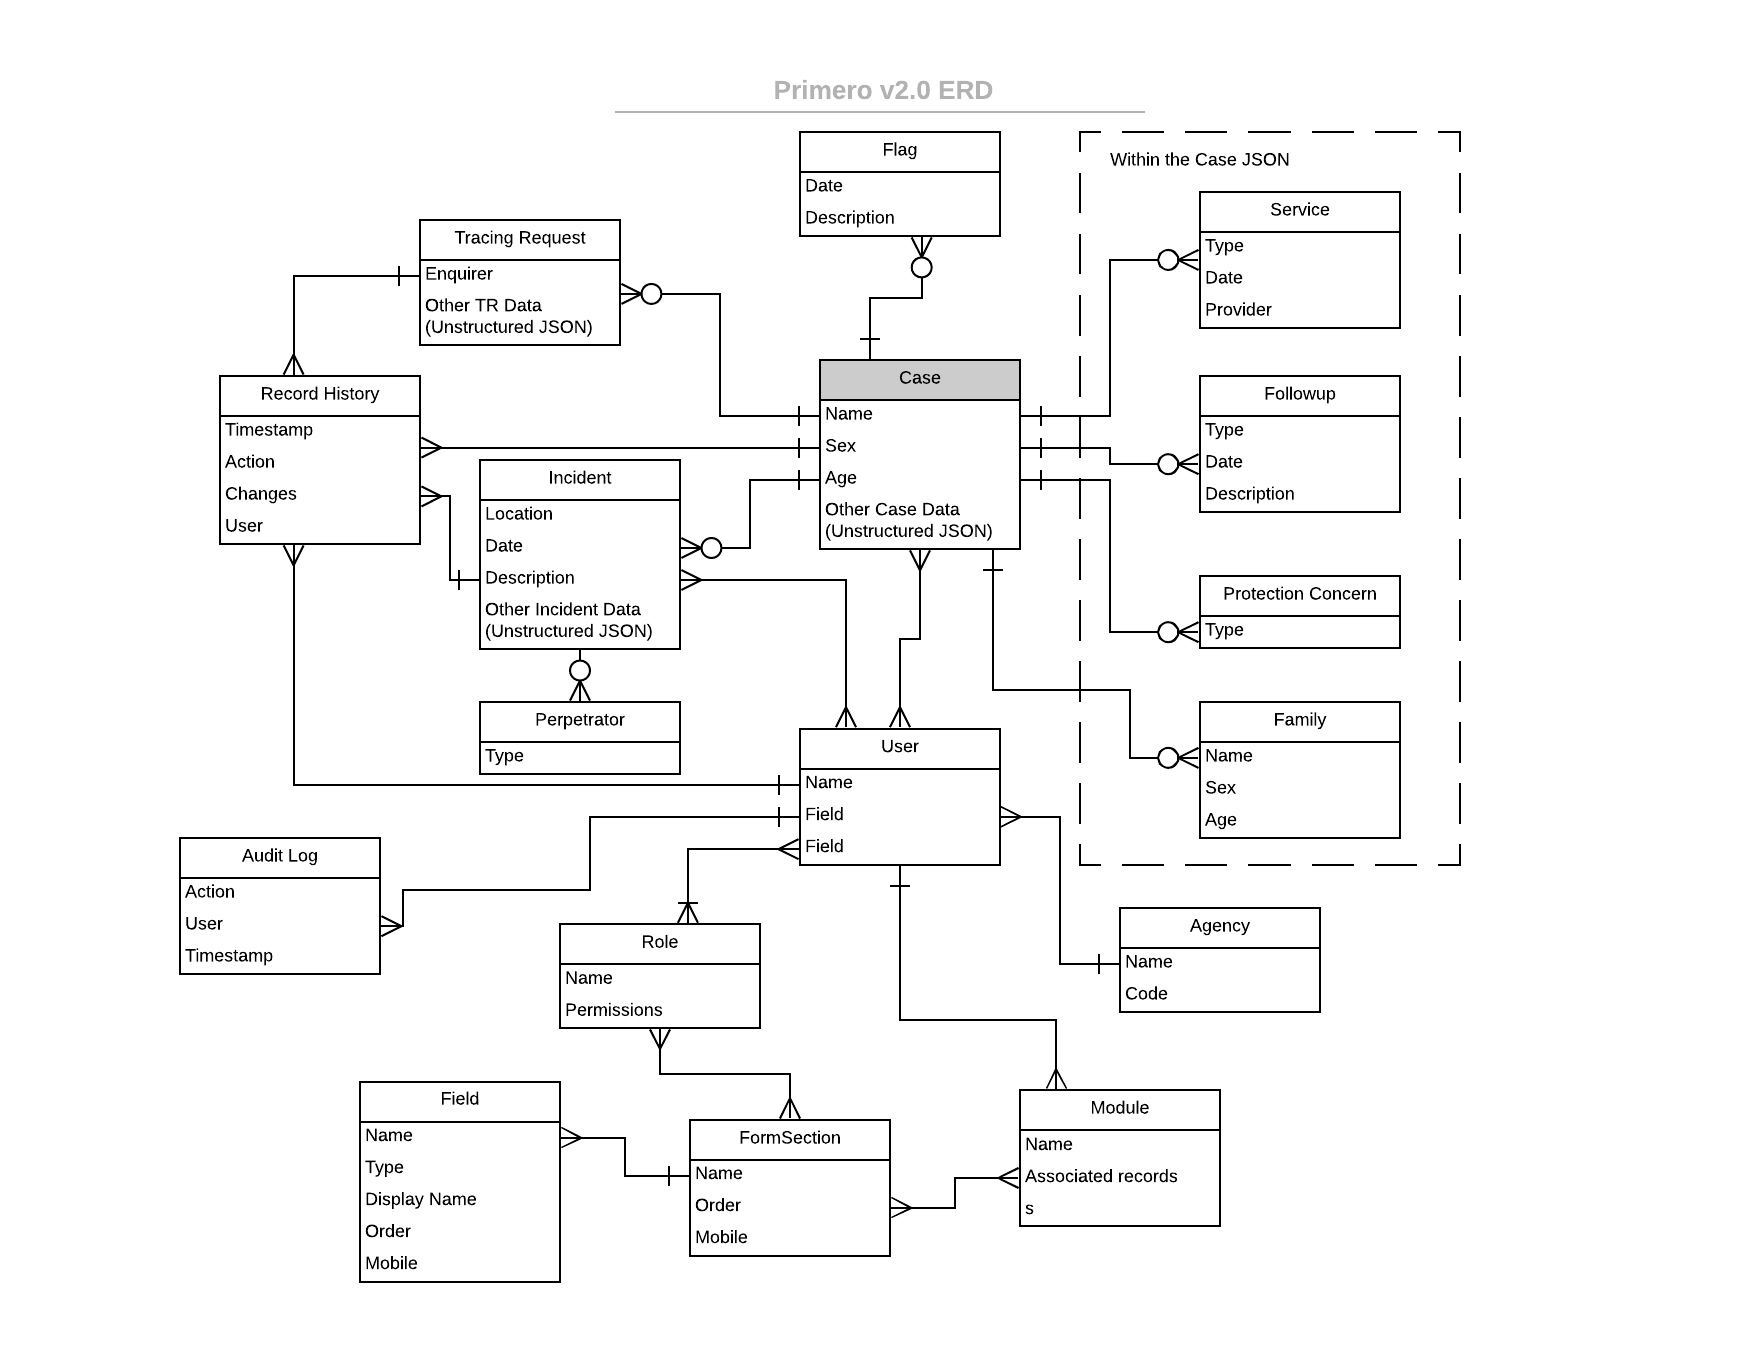 Primero v2.0 ERD
Flag
Date
Description
Within the Case JSON
Service
Type
Date
Provider
Tracing Request
Enquirer
Other TR Data
(Unstructured JSON)
Record History
Timestamp
Action
Changes
User
Case
Name
Sex
Age
Other Case Data
(Unstructured JSON)
Followup
Type
Date
Description
Incident
Location
Date
Description
Other Incident Data
(Unstructured JSON)
Protection Concern
Type
Perpetrator
Type
User
Name
Field
Field
Family
Name
Sex
Age
Audit Log
Action
User
Timestamp
Role
Name
Permissions
Agency
Name
Code
Field
Name
Type
Display Name
Order
Mobile
FormSection
Name
Order
Mobile
Module
Name
Associated records
s